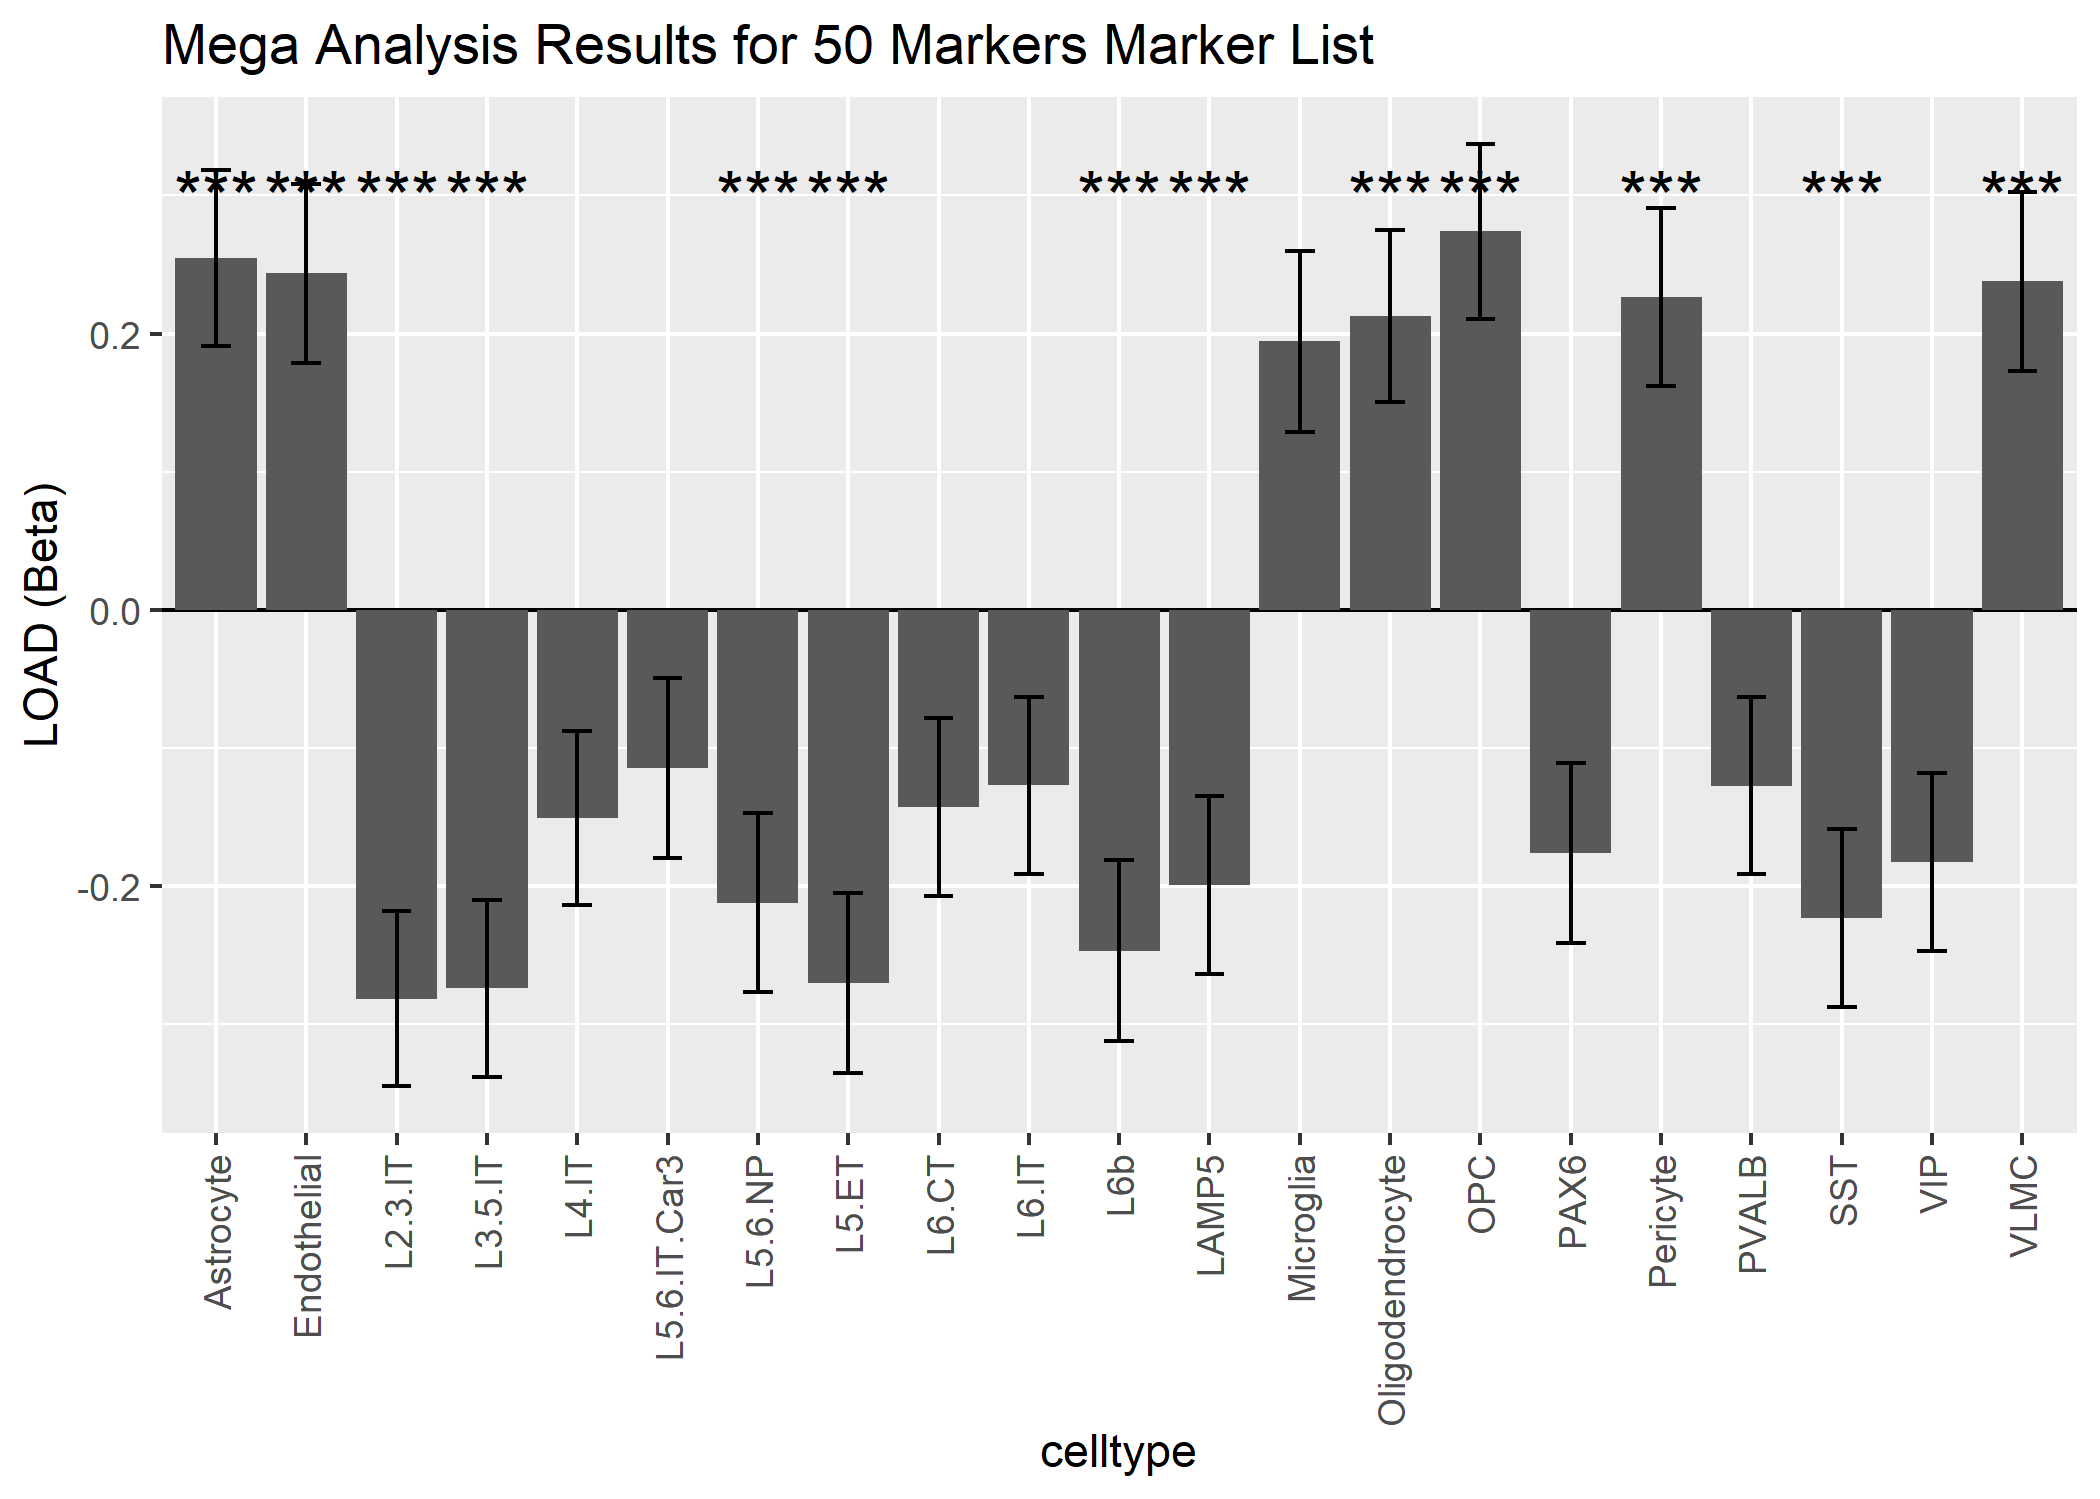 Mega Analysis Results for 50 Markers Marker List
*** *** *** *** *** *** *** *** *** *** *** *** ***
LOAD (Beta)
0.2
0.0
-0.2
Astrocyte
Endothelial
L2.3.IT
L3.5.IT
L4.IT
L5.6.IT.Car3
L5.6.NP
L5.ET
L6.CT
L6.IT
L6b
LAMP5
Microglia
Oligodendrocyte
OPC
PAX6
Pericyte
PVALB
SST
VIP
VLMC
celltype